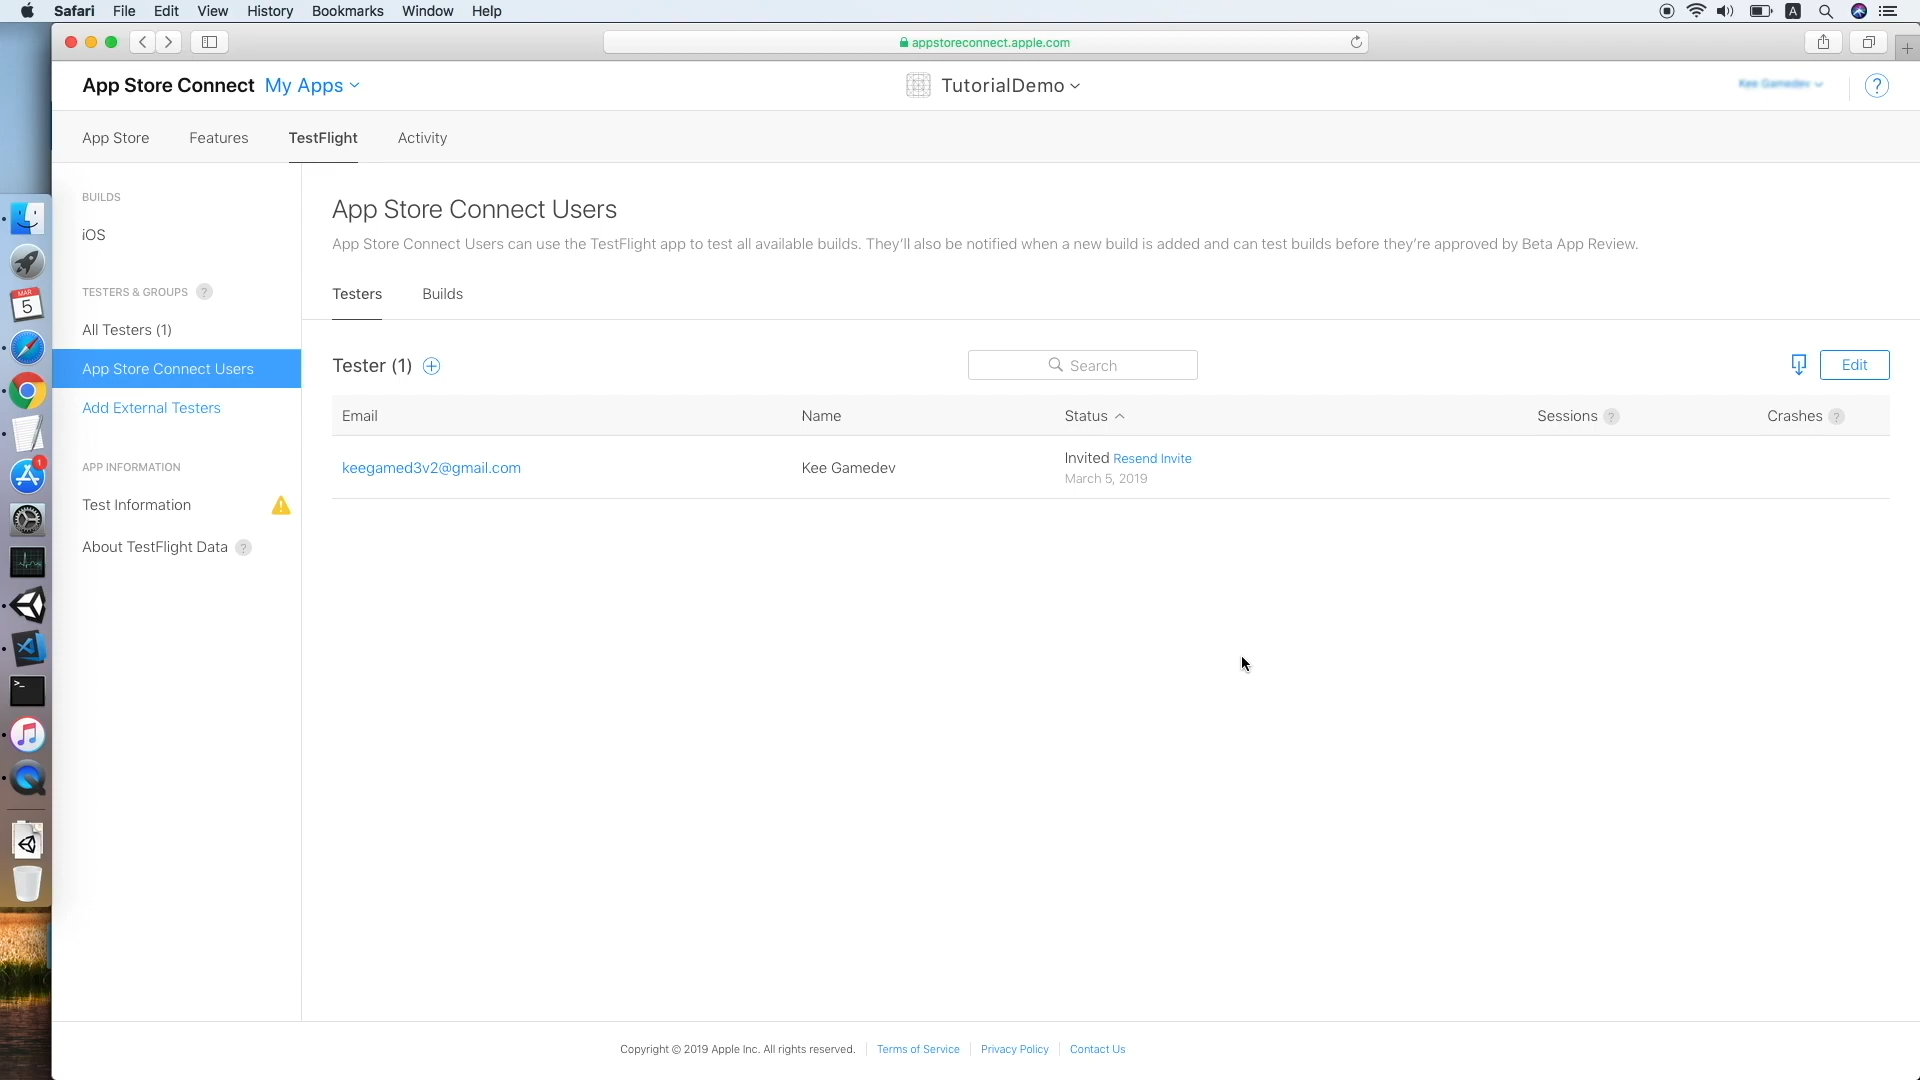 Safari File Edit View History Bookmarks Window Help
A
appstoreconnect.apple.com
App Store Connect My Apps
TutorialDemo
Kee Gamedev
?
App Store Features TestFlight Activity
BUILDS
iOS
TESTERS & GROUPS ?
All Testers (1)
App Store Connect Users
Add External Testers
APP INFORMATION
Test Information
About TestFlight Data ?
App Store Connect Users
App Store Connect Users can use the TestFlight app to test all available builds. They'll also be notified when a new build is added and can test builds before they're approved by Beta App Review.
Testers Builds
Tester (1)
Search
Edit
Email Name Status Sessions ? Crashes ?
keegamed3v2@gmail.com Kee Gamedev Invited Resend Invite
March 5, 2019
MAR
5
1
>_
Copyright © 2019 Apple Inc. All rights reserved. Terms of Service Privacy Policy Contact Us